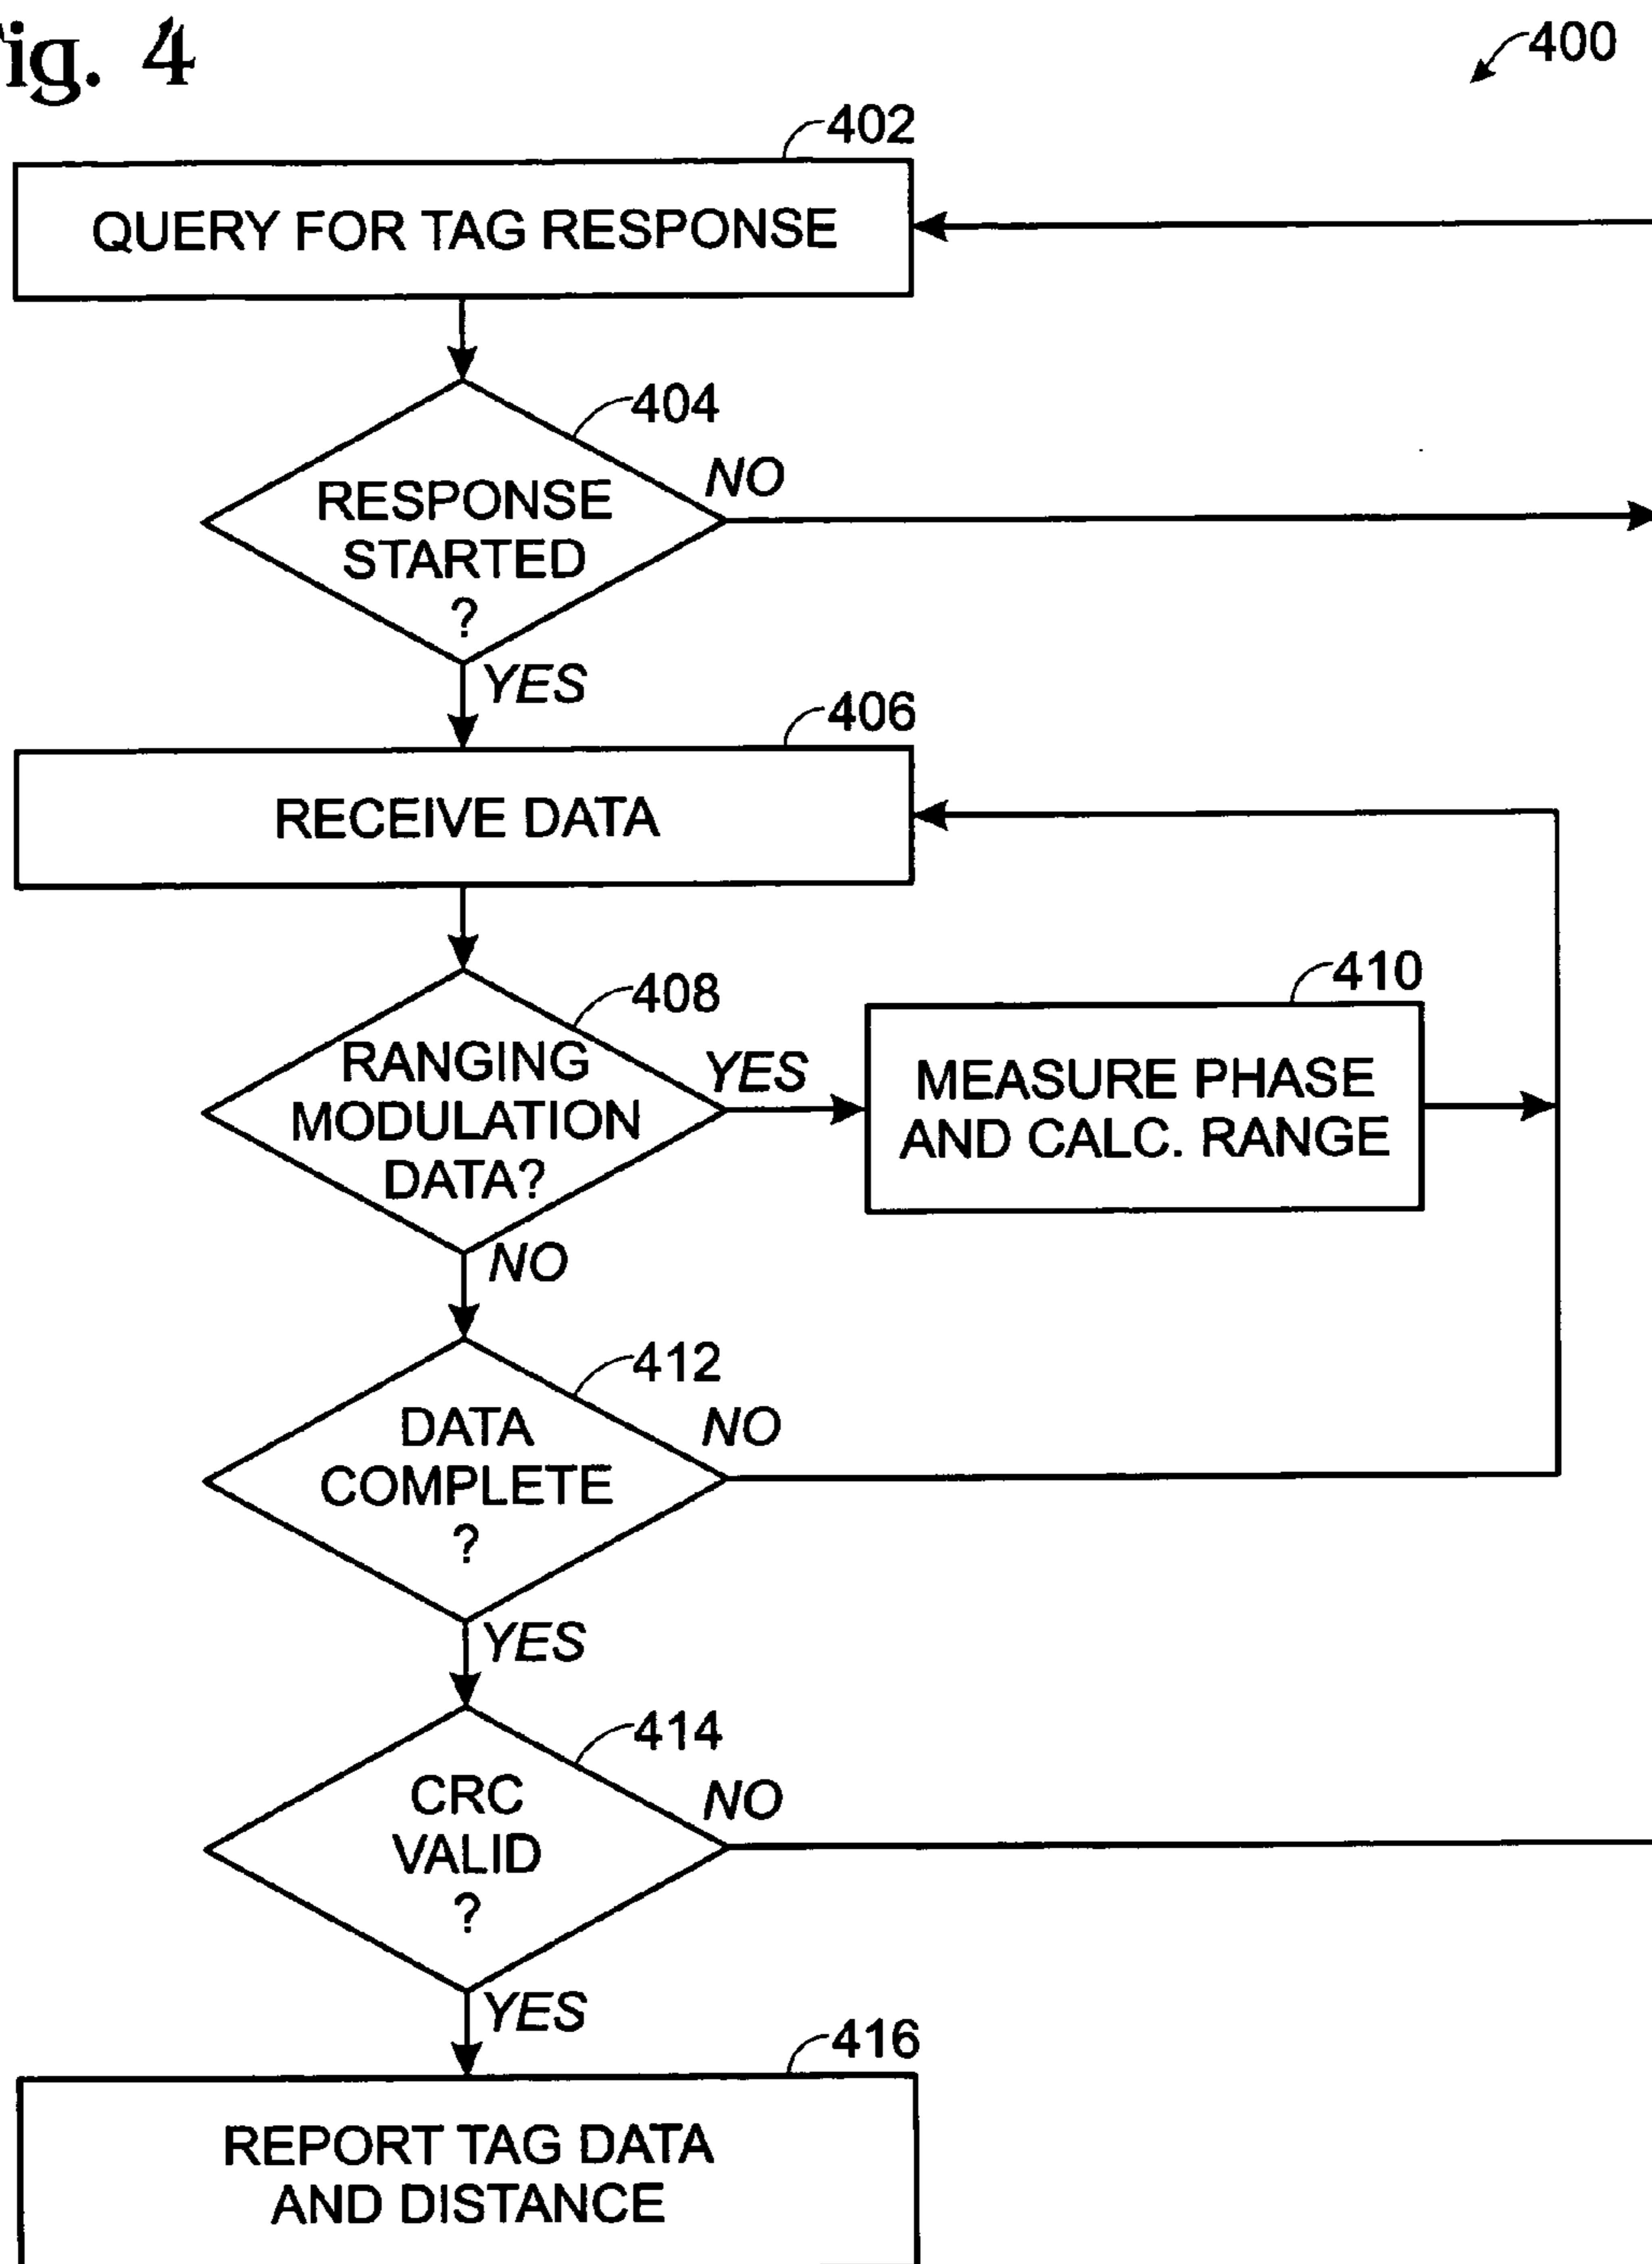 ig. 4
400
402
QUERY FOR TAG RESPONSE
404
RESPONSE
STARTED
?
NO
YES
406
RECEIVE DATA
408
RANGING
MODULATION
DATA?
YES
NO
410
MEASURE PHASE
AND CALC. RANGE
412
DATA
COMPLETE
?
NO
YES
414
CRC
VALID
?
NO
YES
416
REPORT TAG DATA
AND DISTANCE